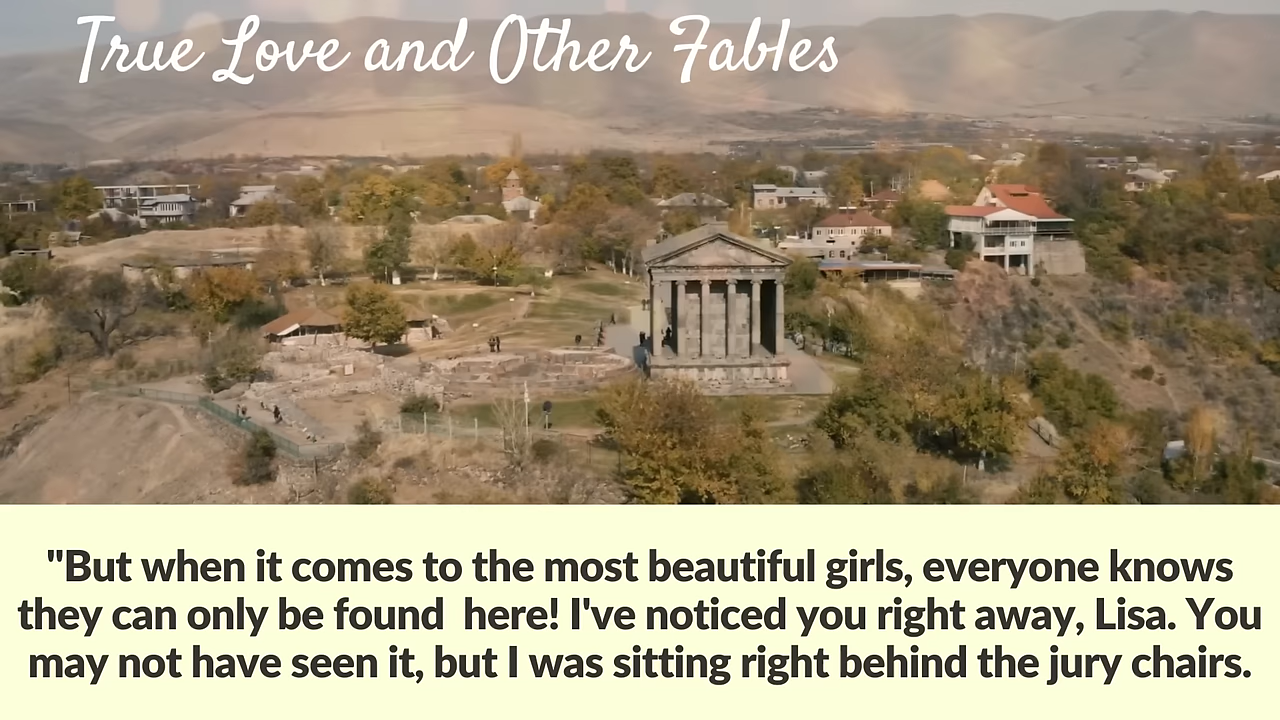 True Love and Other Fables
"But when it comes to the most beautiful girls, everyone knows
they can only be found  here! I've noticed you right away, Lisa. You
may not have seen it, but I was sitting right behind the jury chairs.